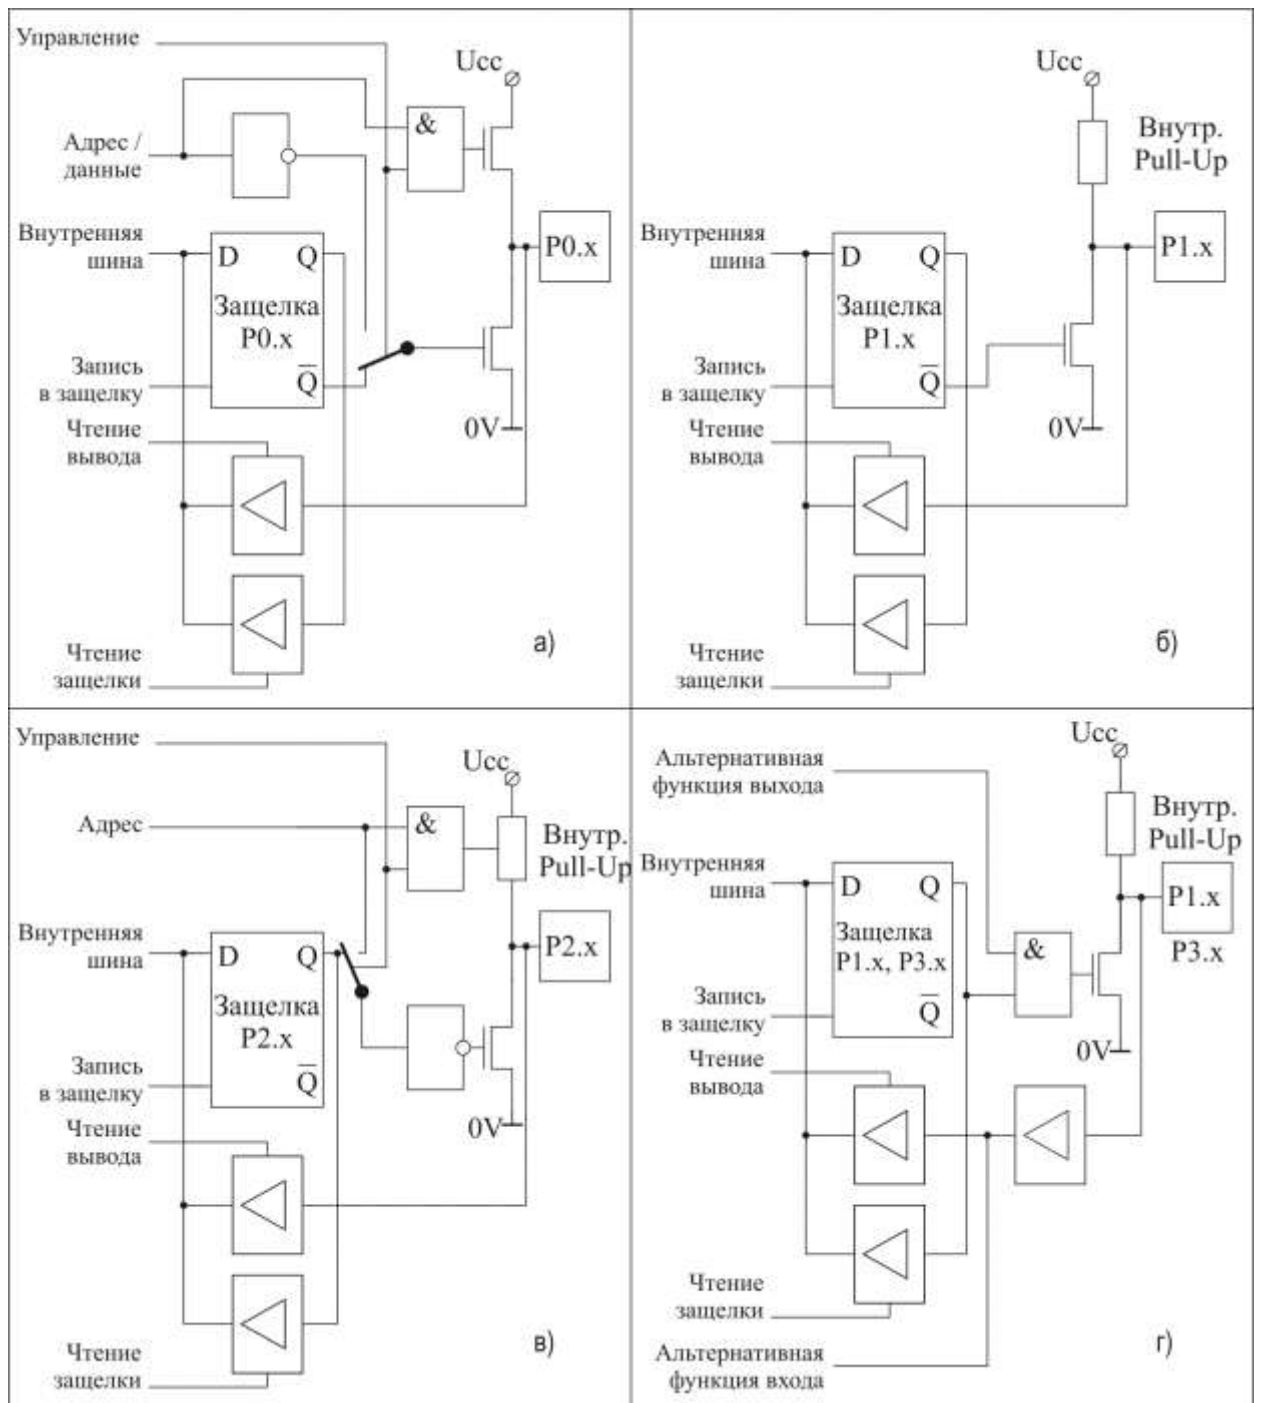 Управление
Ucc
&
Адрес /
данные
Внутренняя
шина
D
Q
P0.x
Защелка
P0.x
Запись
в защелку
Q
0V
Чтение
вывода
Чтение
защелки
а)
Ucc
Внутр.
Pull-Up
Внутренняя
шина
D
Q
P1.x
Защелка
P1.x
Запись
в защелку
Q
0V
Чтение
вывода
Чтение
защелки
б)
Управление
Ucc
Адрес
&
Внутр.
Pull-Up
Внутренняя
шина
D
Q
P2.x
Защелка
P2.x
Запись
в защелку
Q
0V
Чтение
вывода
Чтение
защелки
в)
Ucc
Альтернативная
функция выхода
Внутр.
Pull-Up
Внутренняя
шина
D
Q
P1.x
P3.x
Защелка
P1.x, P3.x
&
Запись
в защелку
Q
0V
Чтение
вывода
Чтение
защелки
Альтернативная
функция входа
г)